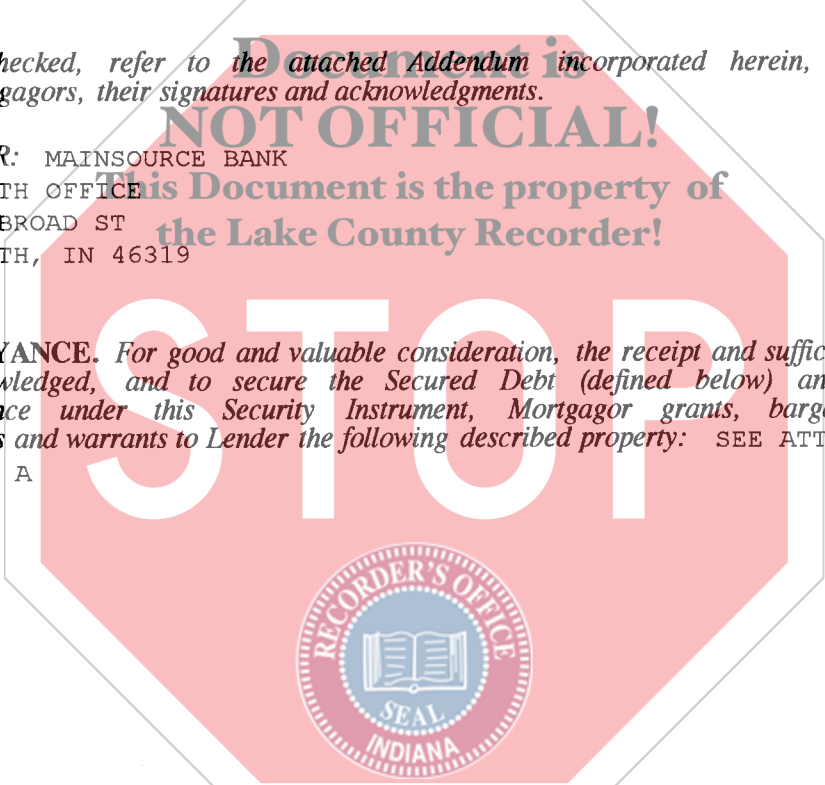 hecked, refer to the attached Addendum incorporated herein,
gagors, their signatures and acknowledgments.
Document is
NOT OFFICIAL!
This Document is the property of
the Lake County Recorder!
R: MAINSOURCE BANK
TH OFFICE
BROAD ST
TH, IN 46319
STOP
YANCE. For good and valuable consideration, the receipt and suffic
wledged, and to secure the Secured Debt (defined below) an
nce under this Security Instrument, Mortgagor grants, barg
s and warrants to Lender the following described property: SEE ATT
A
RECORDER'S OFFICE
SEAL
INDIANA